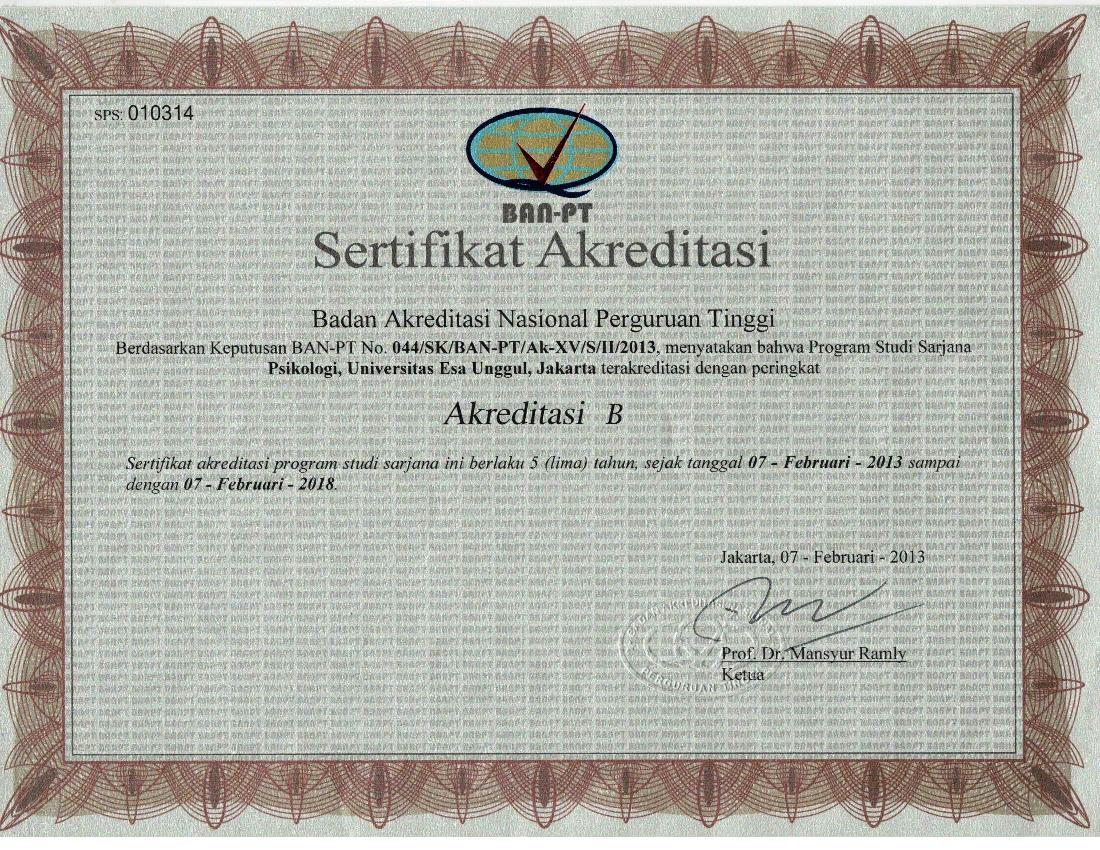 SPS: 010314
BAN-PT
Sertifikat Akreditasi
Badan Akreditasi Nasional Perguruan Tinggi
Berdasarkan Keputusan BAN-PT No. 044/SK/BAN-PT/Ak-XV/S/II/2013, menyatakan bahwa Program Studi Sarjana
Psikologi, Universitas Esa Unggul, Jakarta terakreditasi dengan peringkat
Akreditasi B
Sertifikat akreditasi program studi sarjana ini berlaku 5 (lima) tahun, sejak tanggal 07 - Februari - 2013 sampai
dengan 07 - Februari - 2018.
Jakarta, 07 - Februari - 2013
Prof. Dr. Mansyur Ramly
Ketua
PERGURUAN